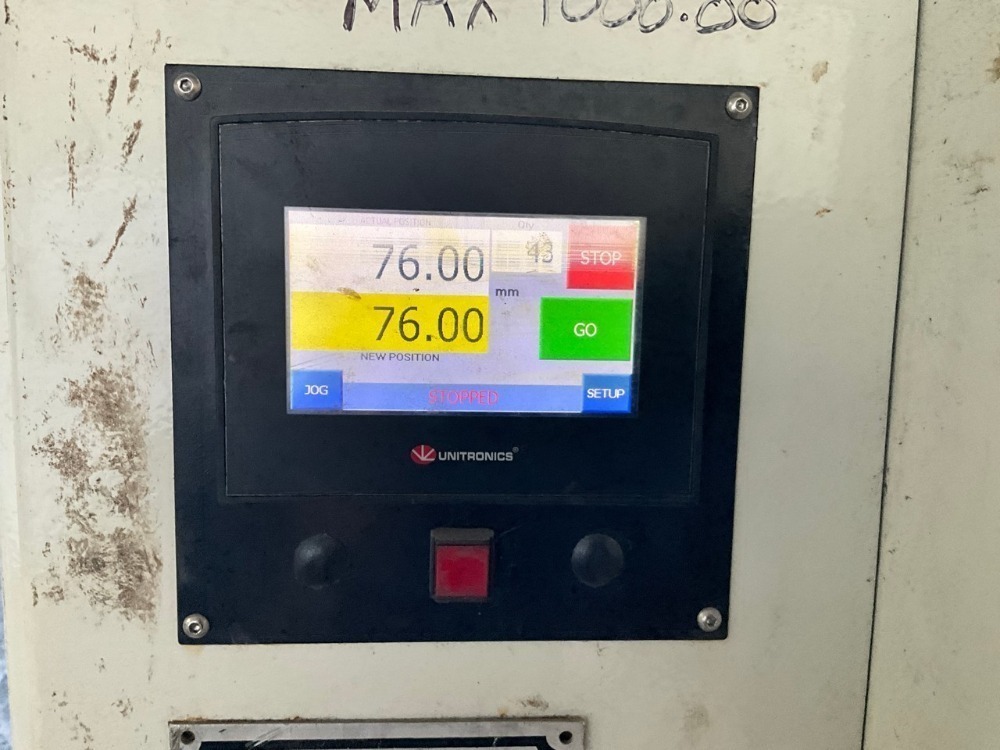 MAX 1000.00
ACTUAL POSITION
Qty
76.00
43
STOP
mm
76.00
GO
NEW POSITION
JOG
STOPPED
SETUP
UNITRONICS®